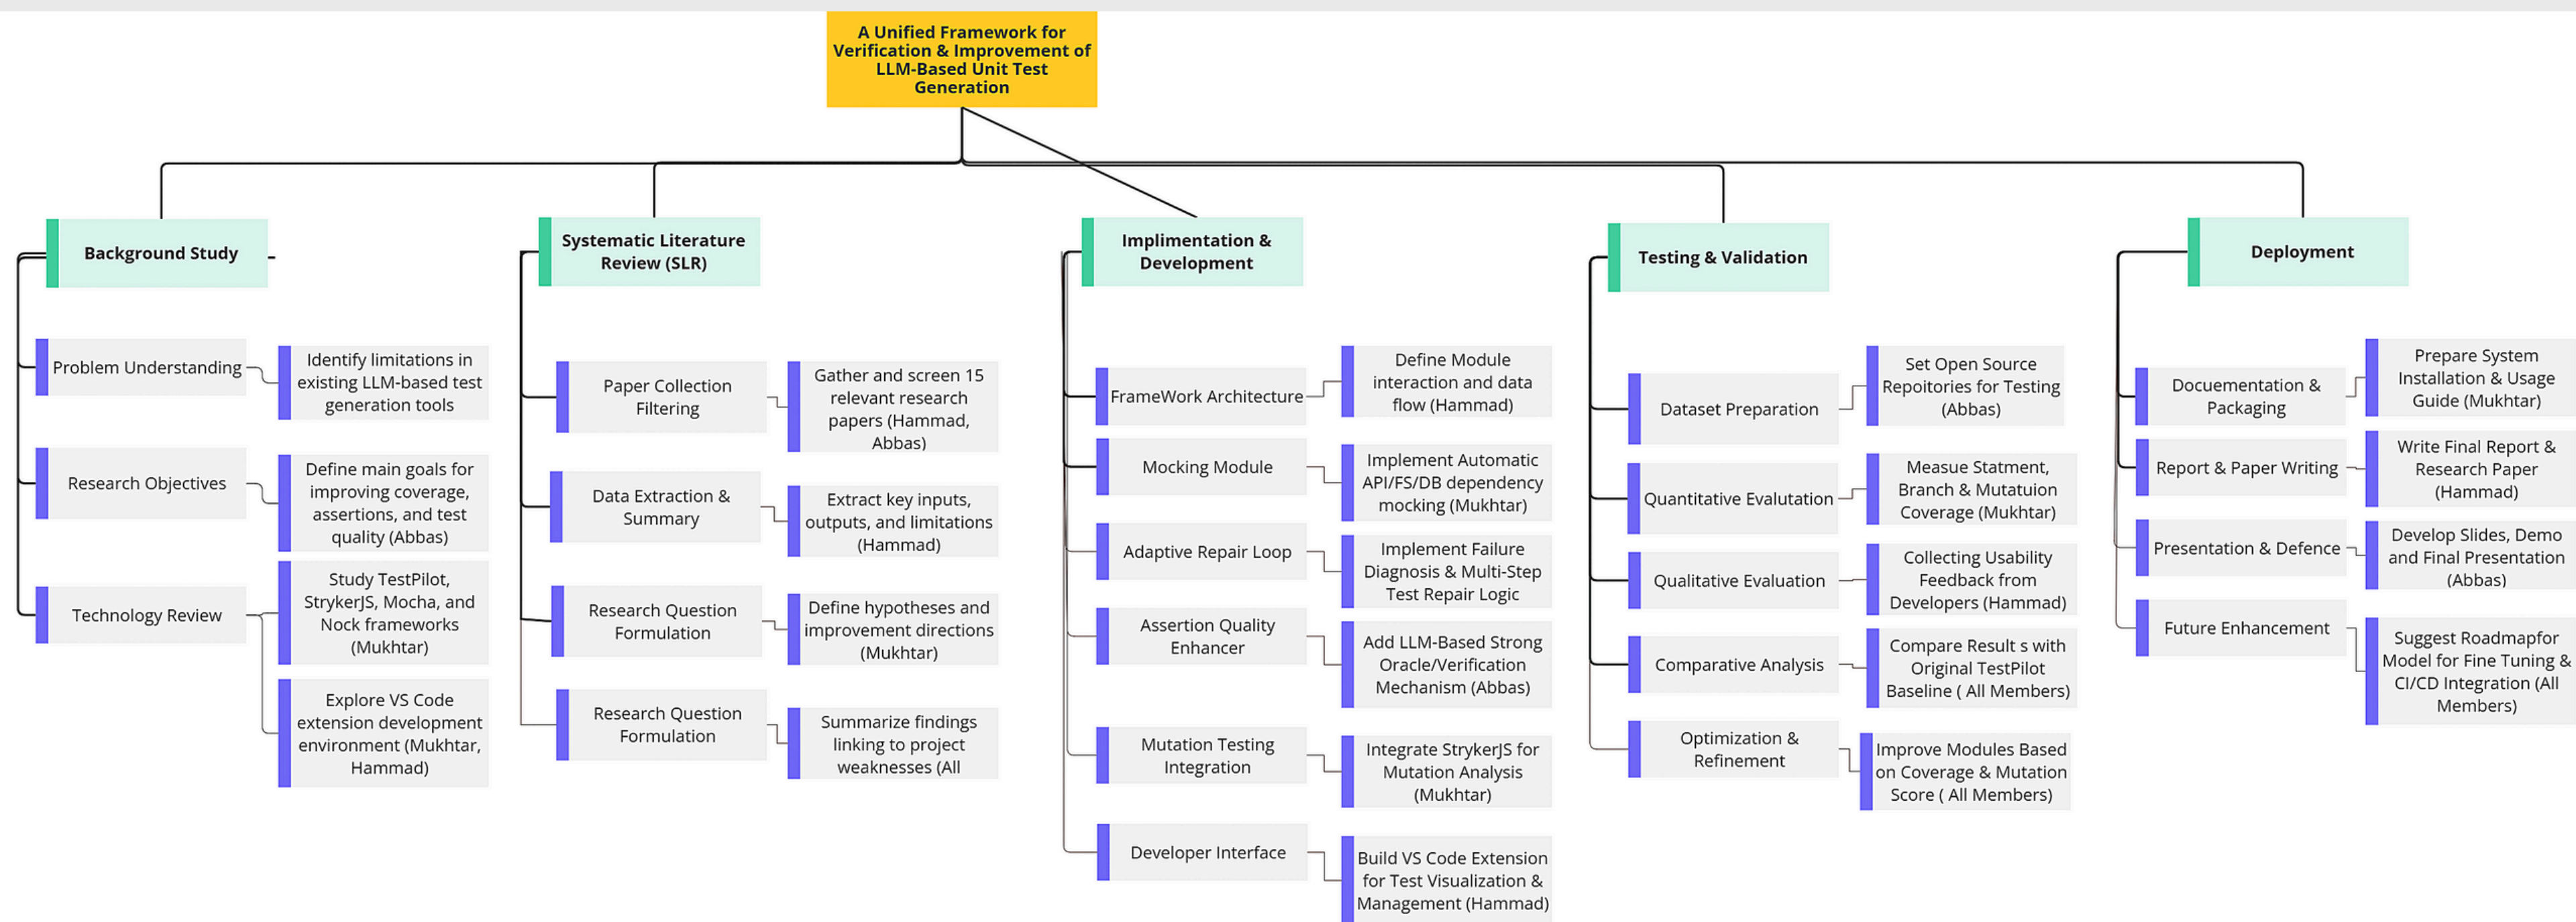 A Unified Framework for
Verification & Improvement of
LLM-Based Unit Test
Generation
Background Study
Problem Understanding
Identify limitations in
existing LLM-based test
generation tools
Research Objectives
Define main goals for
improving coverage,
assertions, and test
quality (Abbas)
Technology Review
Study TestPilot,
StrykerJS, Mocha, and
Nock frameworks
(Mukhtar)
Explore VS Code
extension development
environment (Mukhtar,
Hammad)
Systematic Literature
Review (SLR)
Paper Collection
Filtering
Gather and screen 15
relevant research
papers (Hammad,
Abbas)
Data Extraction &
Summary
Extract key inputs,
outputs, and limitations
(Hammad)
Research Question
Formulation
Define hypotheses and
improvement directions
(Mukhtar)
Research Question
Formulation
Summarize findings
linking to project
weaknesses (All
Implimentation &
Development
FrameWork Architecture
Define Module
interaction and data
flow (Hammad)
Mocking Module
Implement Automatic
API/FS/DB dependency
mocking (Mukhtar)
Adaptive Repair Loop
Implement Failure
Diagnosis & Multi-Step
Test Repair Logic
Assertion Quality
Enhancer
Add LLM-Based Strong
Oracle/Verification
Mechanism (Abbas)
Mutation Testing
Integration
Integrate StrykerJS for
Mutation Analysis
(Mukhtar)
Developer Interface
Build VS Code Extension
for Test Visualization &
Management (Hammad)
Testing & Validation
Dataset Preparation
Set Open Source
Repoitories for Testing
(Abbas)
Quantitative Evalutation
Measue Statment,
Branch & Mutatuion
Coverage (Mukhtar)
Qualitative Evaluation
Collecting Usability
Feedback from
Developers (Hammad)
Comparative Analysis
Compare Result s with
Original TestPilot
Baseline ( All Members)
Optimization &
Refinement
Improve Modules Based
on Coverage & Mutation
Score ( All Members)
Deployment
Docuementation &
Packaging
Prepare System
Installation & Usage
Guide (Mukhtar)
Report & Paper Writing
Write Final Report &
Research Paper
(Hammad)
Presentation & Defence
Develop Slides, Demo
and Final Presentation
(Abbas)
Future Enhancement
Suggest Roadmapfor
Model for Fine Tuning &
CI/CD Integration (All
Members)